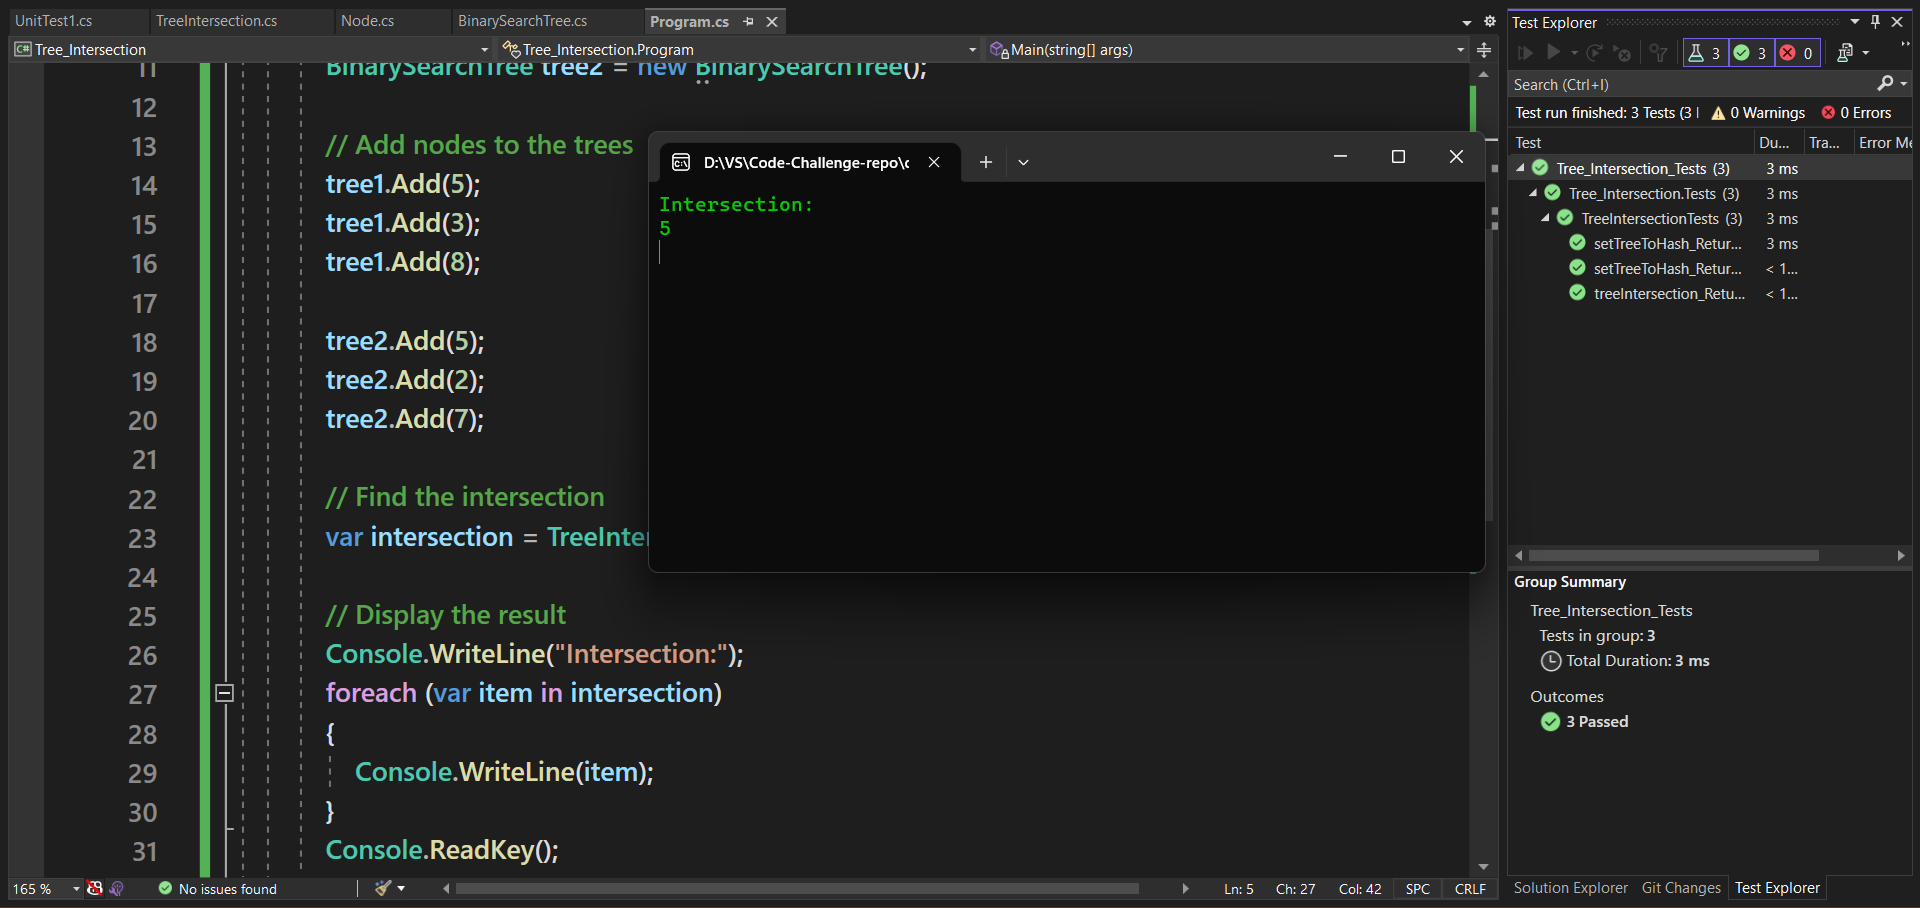 UnitTest1.cs TreeIntersection.cs Node.cs BinarySearchTree.cs Program.cs
C# Tree_Intersection Tree_Intersection.Program Main(string[] args)
11 BinarySearchTree tree2 = new BinarySearchTree();
12
13 // Add nodes to the trees
14 tree1.Add(5);
15 tree1.Add(3);
16 tree1.Add(8);
17
18 tree2.Add(5);
19 tree2.Add(2);
20 tree2.Add(7);
21
22 // Find the intersection
23 var intersection = TreeInter
24
25 // Display the result
26 Console.WriteLine("Intersection:");
27 foreach (var item in intersection)
28 {
29 Console.WriteLine(item);
30 }
31 Console.ReadKey();
165 % No issues found Ln: 5 Ch: 27 Col: 42 SPC CRLF
D:\VS\Code-Challenge-repo\
Intersection:
5
Test Explorer
3 3 0
Search (Ctrl+I)
Test run finished: 3 Tests (3 0 Warnings 0 Errors
Test Du... Tra... Error Me
Tree_Intersection_Tests (3) 3 ms
Tree_Intersection.Tests (3) 3 ms
TreeIntersectionTests (3) 3 ms
setTreeToHash_Retur... 3 ms
setTreeToHash_Retur... < 1...
treeIntersection_Retu... < 1...
Group Summary
Tree_Intersection_Tests
Tests in group: 3
Total Duration: 3 ms
Outcomes
3 Passed
Solution Explorer Git Changes Test Explorer